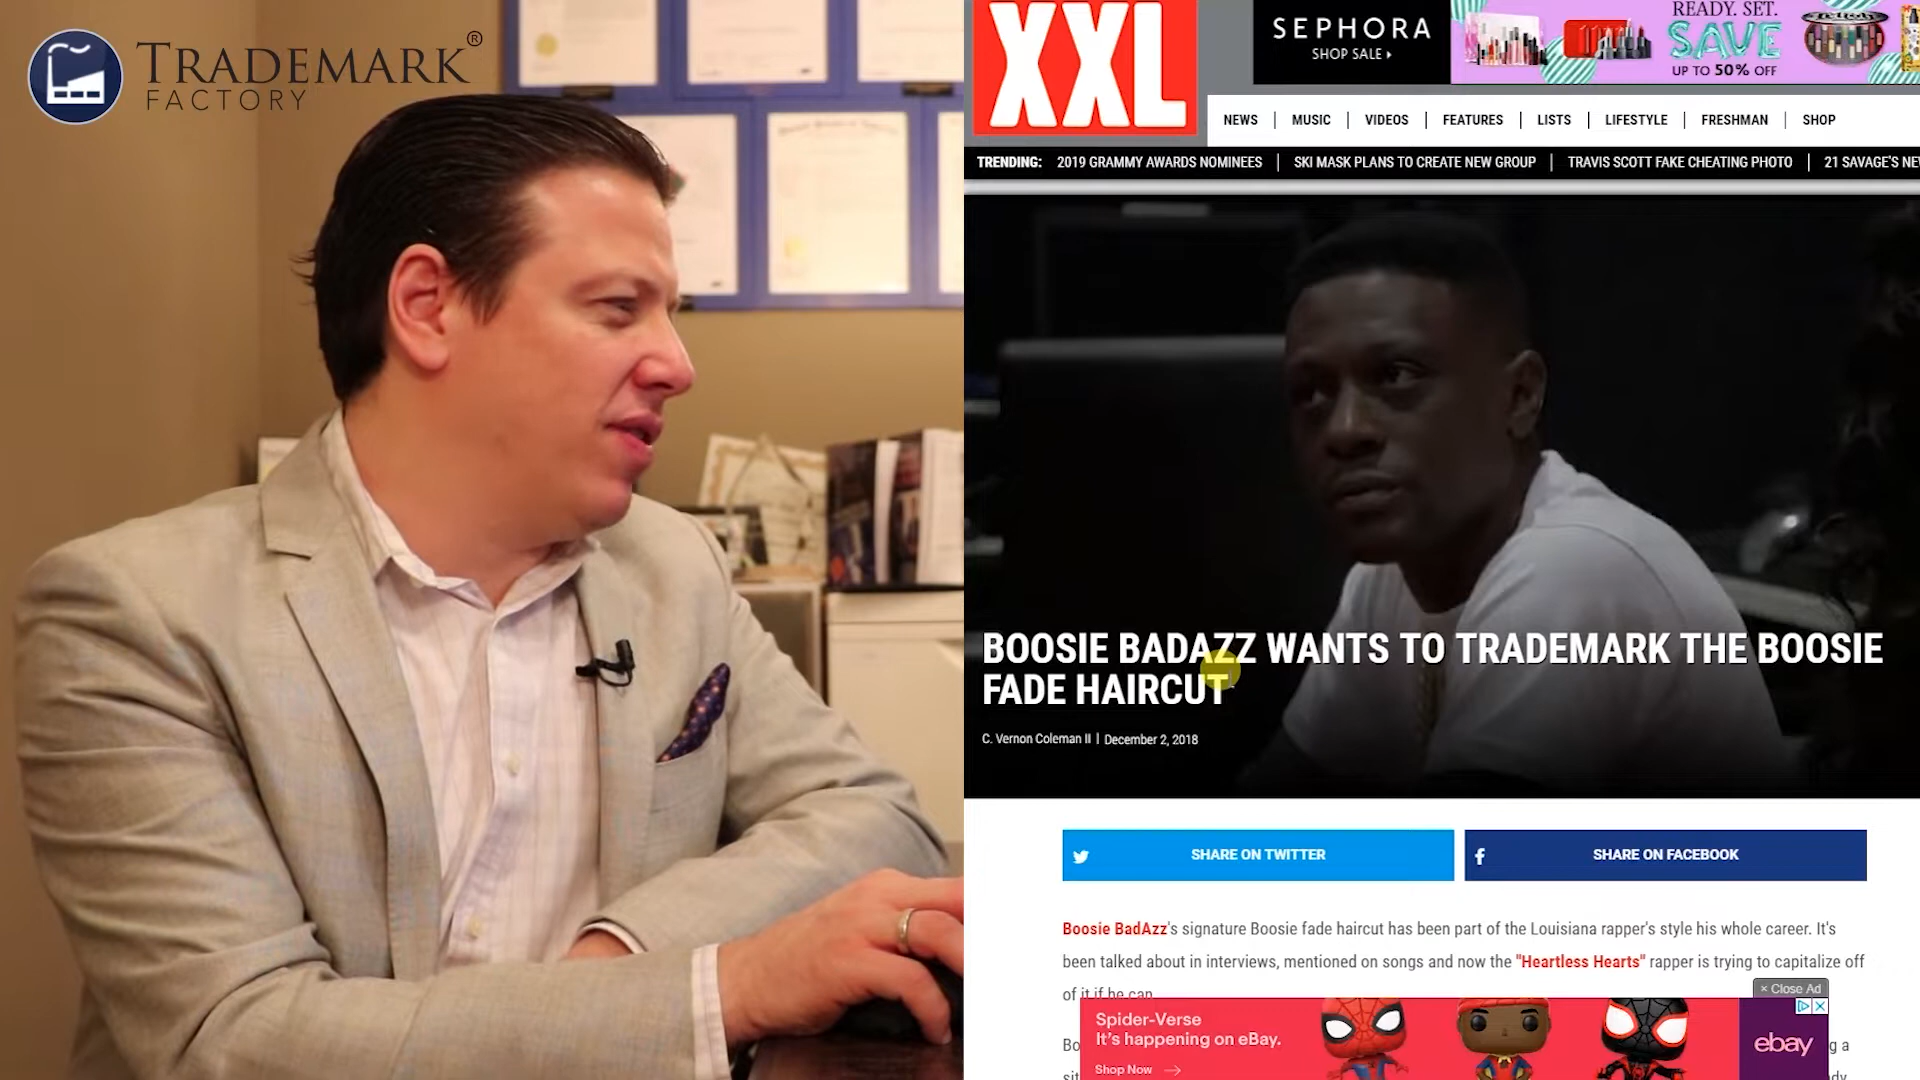 TRADEMARK®
FACTORY
XXL
SEPHORA
SHOP SALE
READY. SET.
SAVE
UP TO 50% OFF
NEWS | MUSIC | VIDEOS | FEATURES | LISTS | LIFESTYLE | FRESHMAN | SHOP
TRENDING: 2019 GRAMMY AWARDS NOMINEES | SKI MASK PLANS TO CREATE NEW GROUP | TRAVIS SCOTT FAKE CHEATING PHOTO | 21 SAVAGE'S
BOOSIE BADAZZ WANTS TO TRADEMARK THE BOOSIE
FADE HAIRCUT
C. Vernon Coleman II | December 2, 2018
SHARE ON TWITTER
SHARE ON FACEBOOK
Boosie BadAzz's signature Boosie fade haircut has been part of the Louisiana rapper's style his whole career. It's
been talked about in interviews, mentioned on songs and now the "Heartless Hearts" rapper is trying to capitalize off
of it if he can.
× Close Ad
Spider-Verse
It's happening on eBay.
Shop Now
ebay